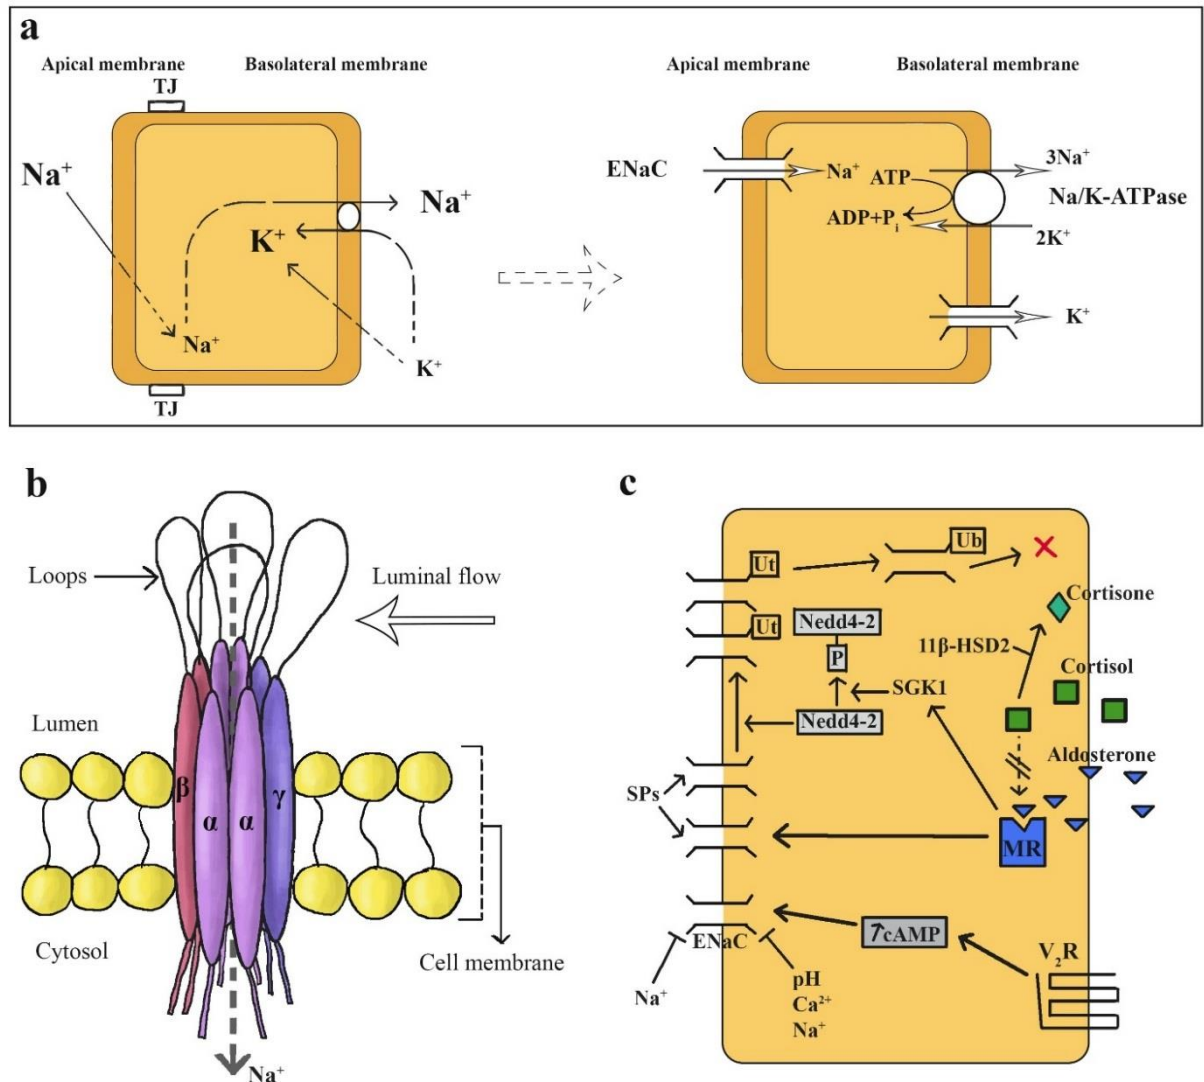 a
Apical membrane
Basolateral membrane
TJ
Na⁺
Na⁺
K⁺
Na⁺
K⁺
TJ
Apical membrane
Basolateral membrane
ENaC
Na⁺
ATP
ADP+Pᵢ
3Na⁺
Na/K-ATPase
2K⁺
K⁺
b
Loops
Luminal flow
Lumen
β
α
α
γ
Cytosol
Cell membrane
Na⁺
c
Ut
Ub
Ut
Nedd4-2
P
Nedd4-2
SGK1
11β-HSD2
Cortisone
Cortisol
Aldosterone
SPs
MR
ENaC
cAMP
V₂R
Na⁺
pH
Ca²⁺
Na⁺